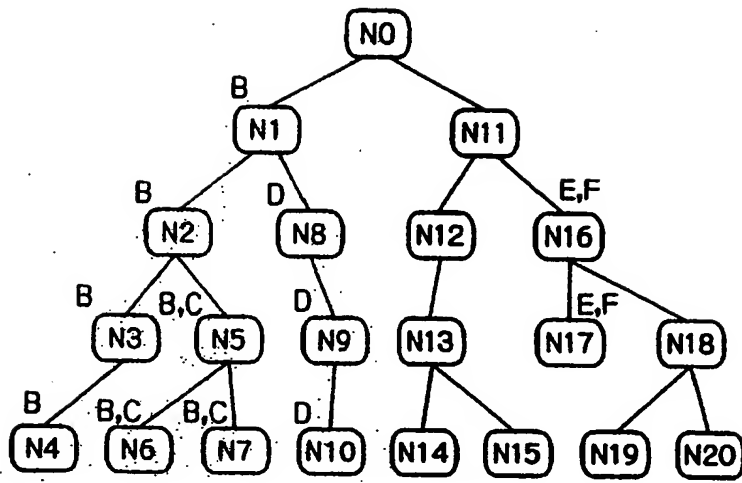 N0
B
N1 N11
B D E,F
N2 N8 N12 N16
B B,C D E,F
N3 N5 N9 N13 N17 N18
B B,C B,C D
N4 N6 N7 N10 N14 N15 N19 N20